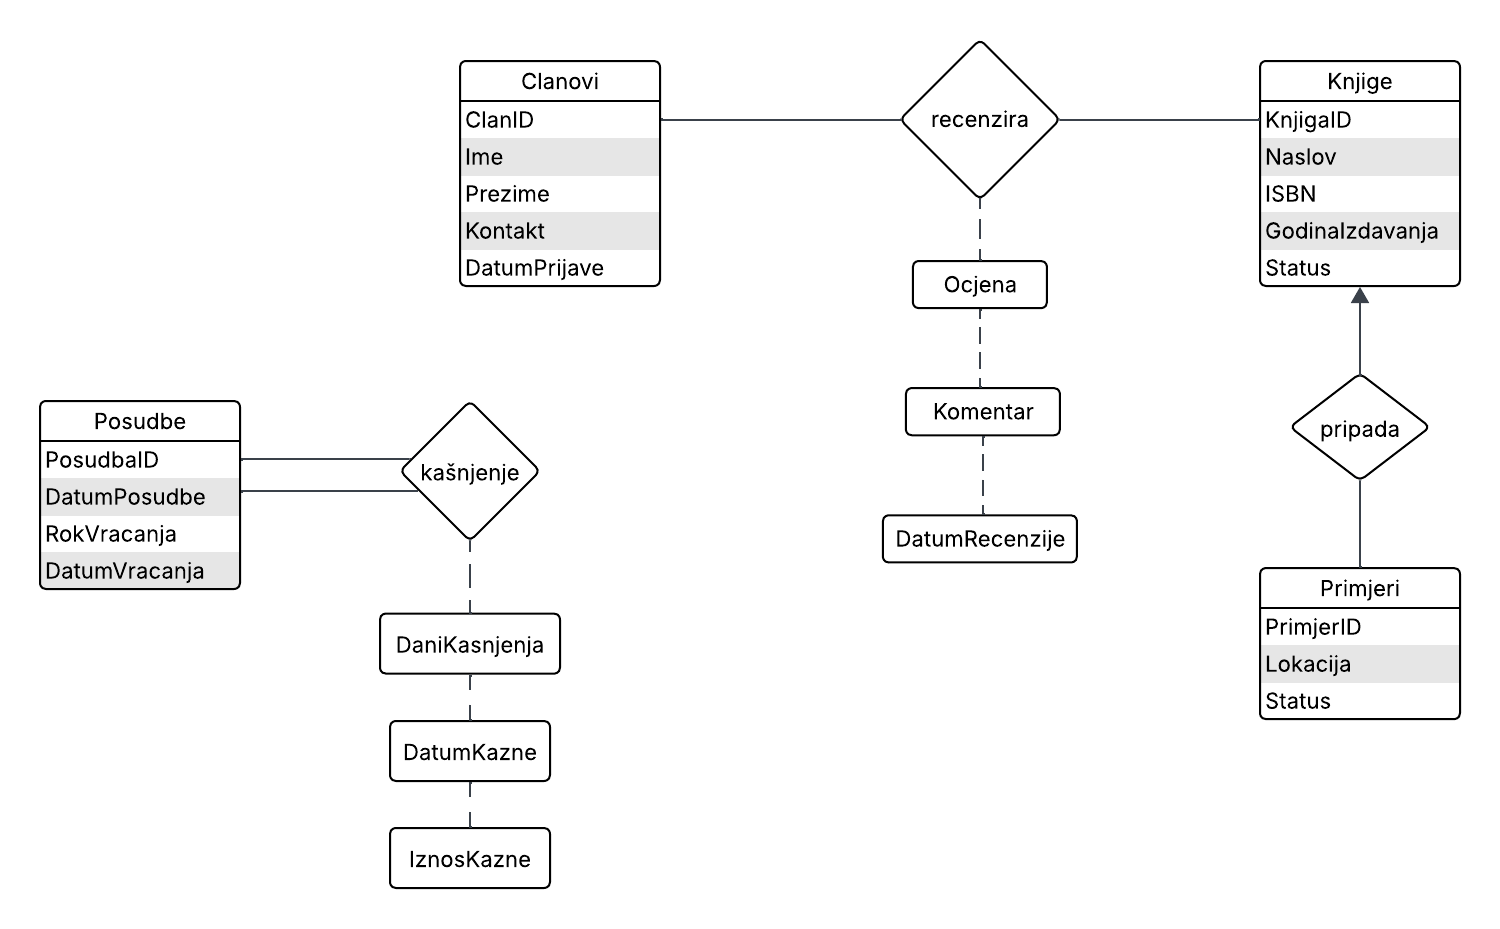 Clanovi
ClanID
Ime
Prezime
Kontakt
DatumPrijave
recenzira
Ocjena
Komentar
DatumRecenzije
Knjige
KnjigaID
Naslov
ISBN
GodinaIzdavanja
Status
pripada
Primjeri
PrimjerID
Lokacija
Status
Posudbe
PosudbaID
DatumPosudbe
RokVracanja
DatumVracanja
kašnjenje
DaniKasnjenja
DatumKazne
IznosKazne